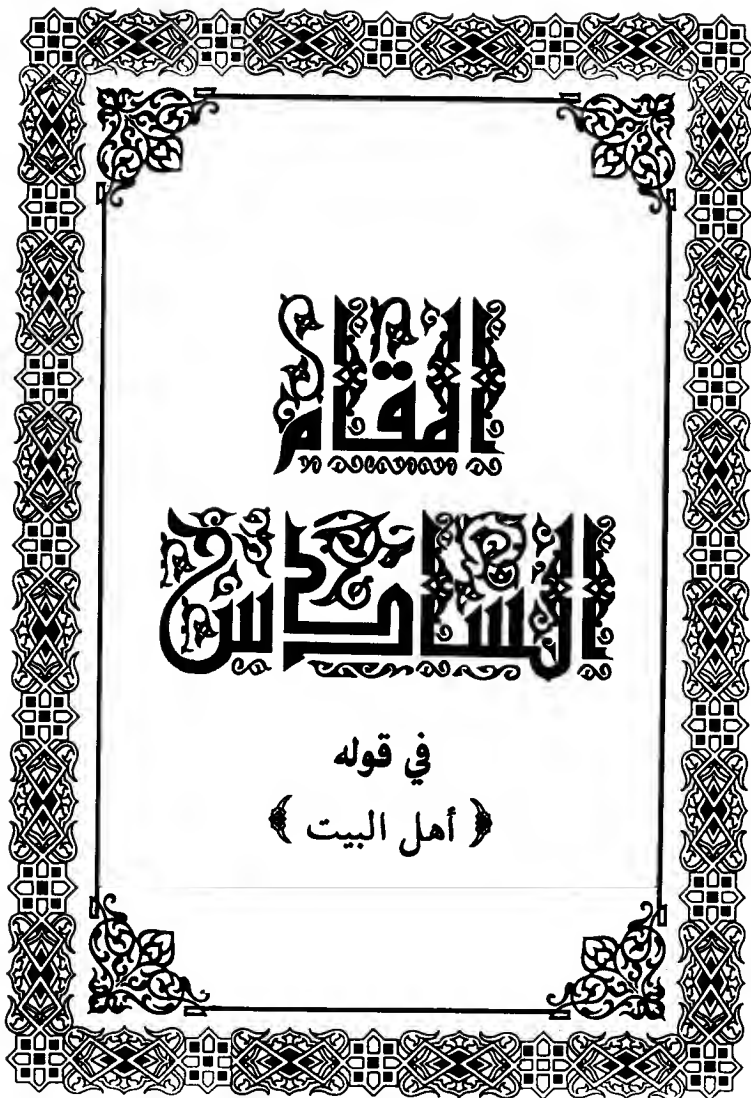 المقام
السادس
في قوله
﴿ أهل البيت ﴾